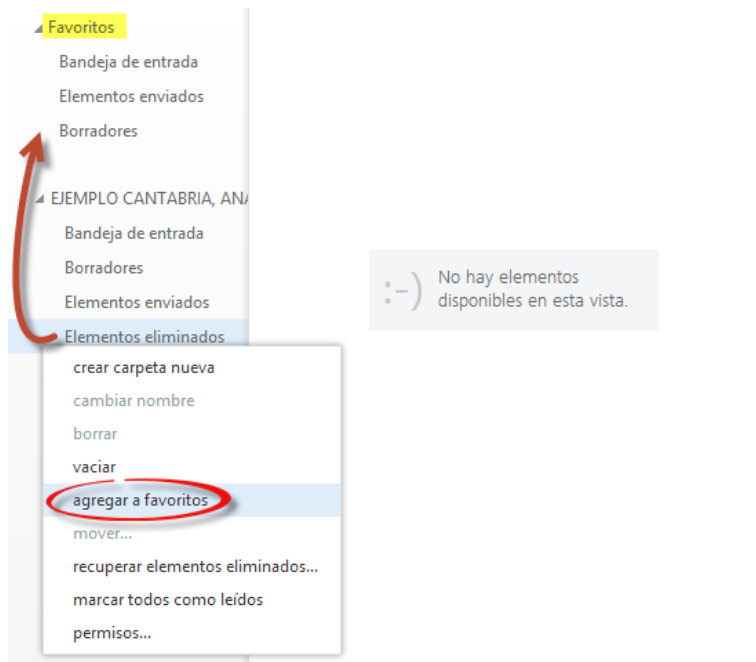 Favoritos
Bandeja de entrada
Elementos enviados
Borradores
EJEMPLO CANTABRIA,
Bandeja de entrada
Borradores
Elementos enviados
Elementos eliminados
crear carpeta nueva
cambiar nombre
borrar
vaciar
agregar a favoritos
mover...
recuperar elementos eliminados...
marcar todos como leídos
permisos...
:-)
No hay elementos
disponibles en esta vista.